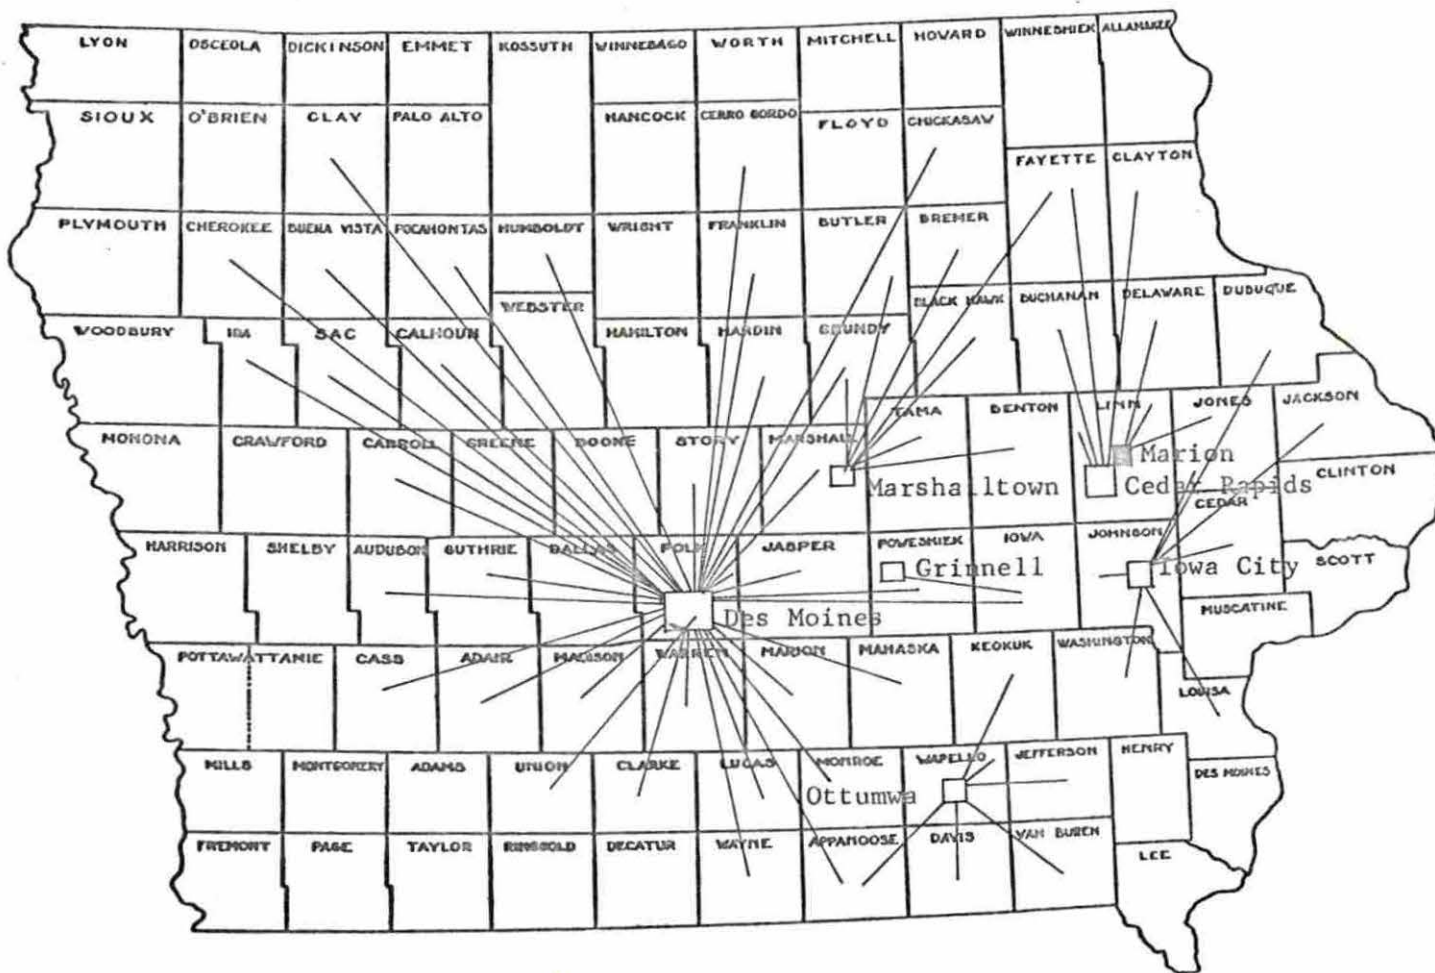 LYON OSCEOLA DICKINSON EMMET KOSSUTH WINNEBAGO WORTH MITCHELL HOWARD WINNESHIEK ALLAMAKEE
SIOUX O'BRIEN CLAY PALO ALTO HANCOCK CERRO GORDO FLOYD CHICKASAW
FAYETTE CLAYTON
PLYMOUTH CHEROKEE BUENA VISTA POCAHONTAS HUMBOLDT WRIGHT FRANKLIN BUTLER BREMER
WEBSTER BLACK HAWK BUCHANAN DELAWARE DUBUQUE
WOODBURY IDA SAC CALHOUN HAMILTON HARDIN GRUNDY
TAMA BENTON LINN JONES JACKSON
MONONA CRAWFORD CARROLL GREENE BOONE STORY MARSHALL
Marion
CLINTON
Marshalltown Cedar Rapids
CEDAR
HARRISON SHELBY AUDUBON GUTHRIE DALLAS POLK JASPER POWESHIEK IOWA JOHNSON
Grinnell Iowa City SCOTT
MUSCATINE
Des Moines
POTTAWATTAMIE CASS ADAIR MADISON WARREN MARION MAHASKA KEOKUK WASHINGTON
LOUISA
MILLS MONTGOMERY ADAMS UNION CLARKE LUCAS MONROE WAPELLO JEFFERSON HENRY
DES MOINES
Ottumwa
FREMONT PAGE TAYLOR RINGGOLD DECATUR WAYNE APPANOOSE DAVIS VAN BUREN
LEE